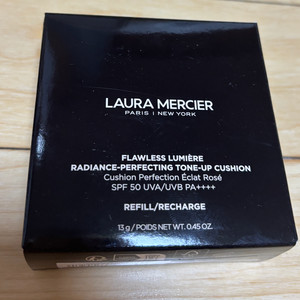 LAURA MERCIER
PARIS | NEW YORK
FLAWLESS LUMIÈRE
RADIANCE-PERFECTING TONE-UP CUSHION
Cushion Perfection Éclat Rosé
SPF 50 UVA/UVB PA++++
REFILL/RECHARGE
13 g / POIDS NET WT. 0.45 OZ.